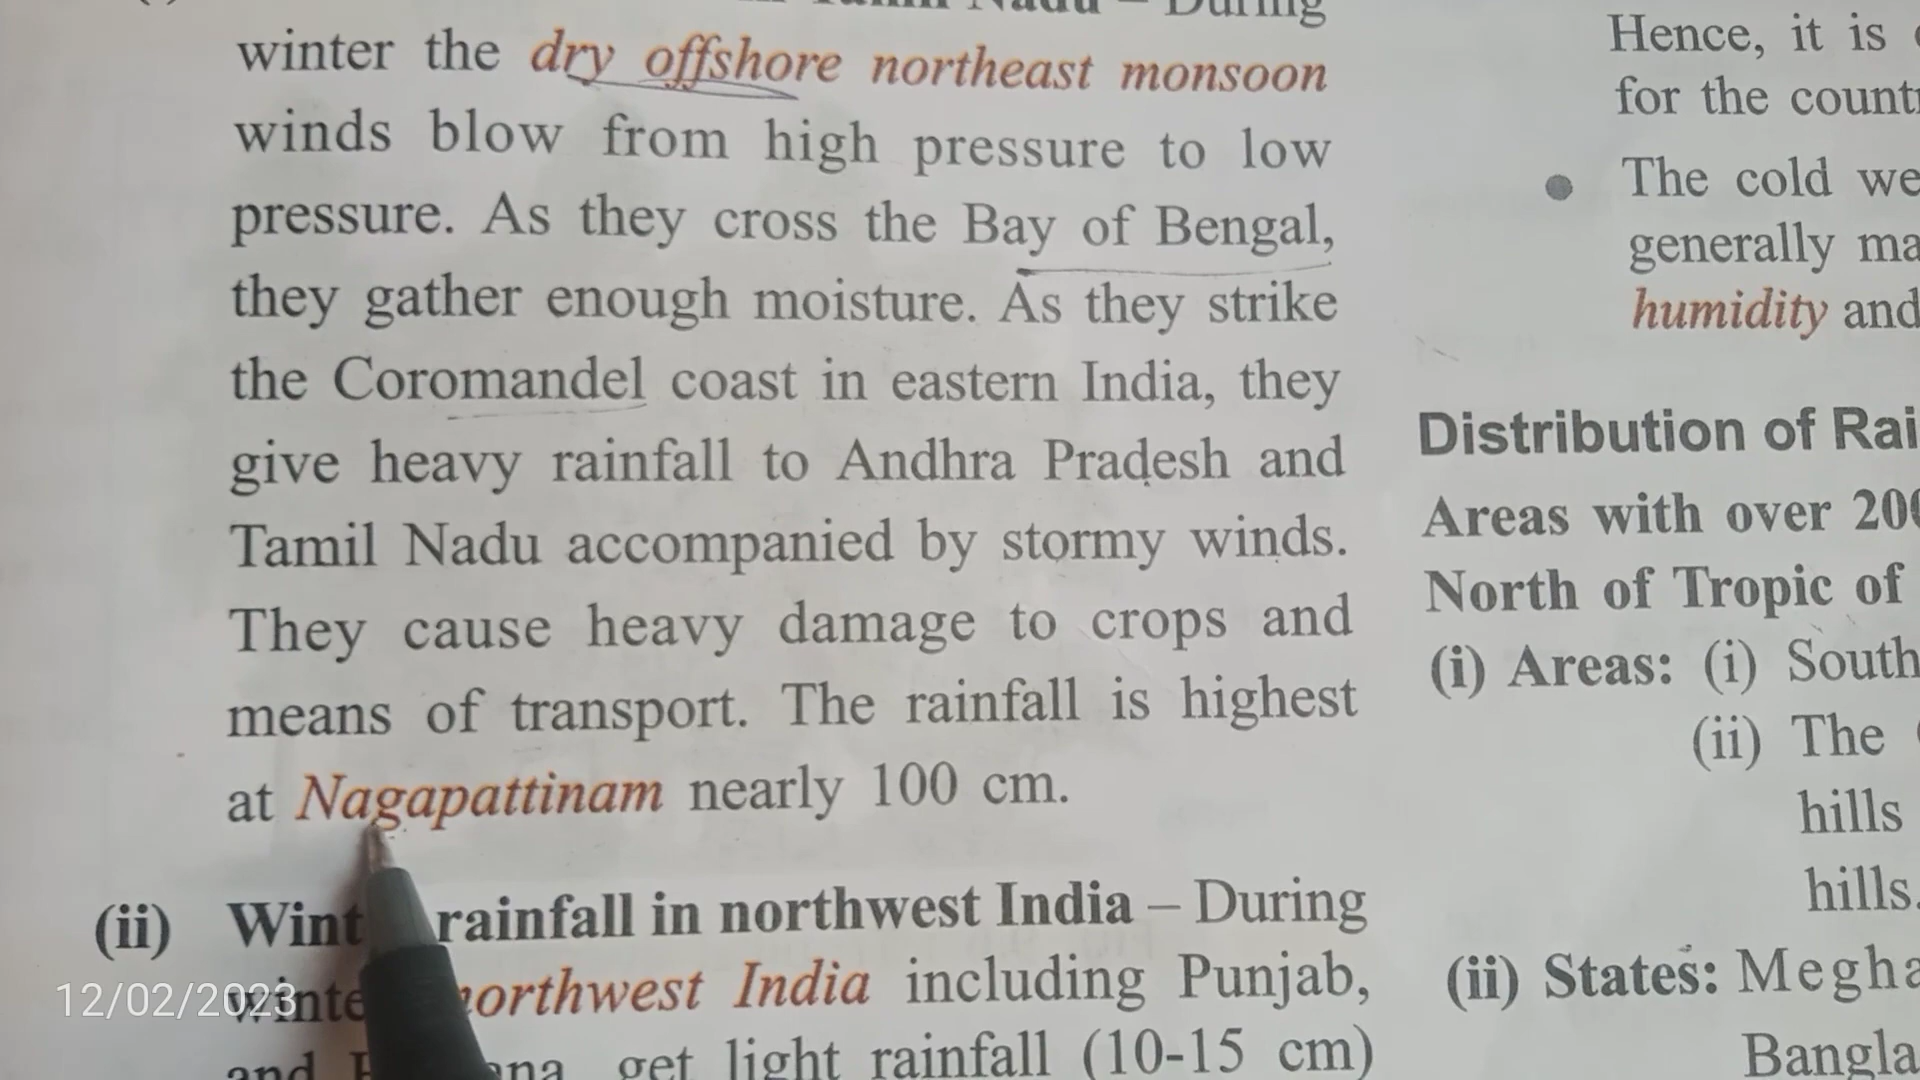 Nadu – During
winter the dry offshore northeast monsoon
winds blow from high pressure to low
pressure. As they cross the Bay of Bengal,
they gather enough moisture. As they strike
the Coromandel coast in eastern India, they
give heavy rainfall to Andhra Pradesh and
Tamil Nadu accompanied by stormy winds.
They cause heavy damage to crops and
means of transport. The rainfall is highest
at Nagapattinam nearly 100 cm.
(ii) Wint rainfall in northwest India – During
winte northwest India including Punjab,
and get light rainfall (10-15 cm)
Hence, it is
for the count
The cold we
generally ma
humidity and
Distribution of Rai
Areas with over 200
North of Tropic of
(i) Areas: (i) South
(ii) The
hills
hills.
(ii) States: Megha
Bangla
12/02/2023